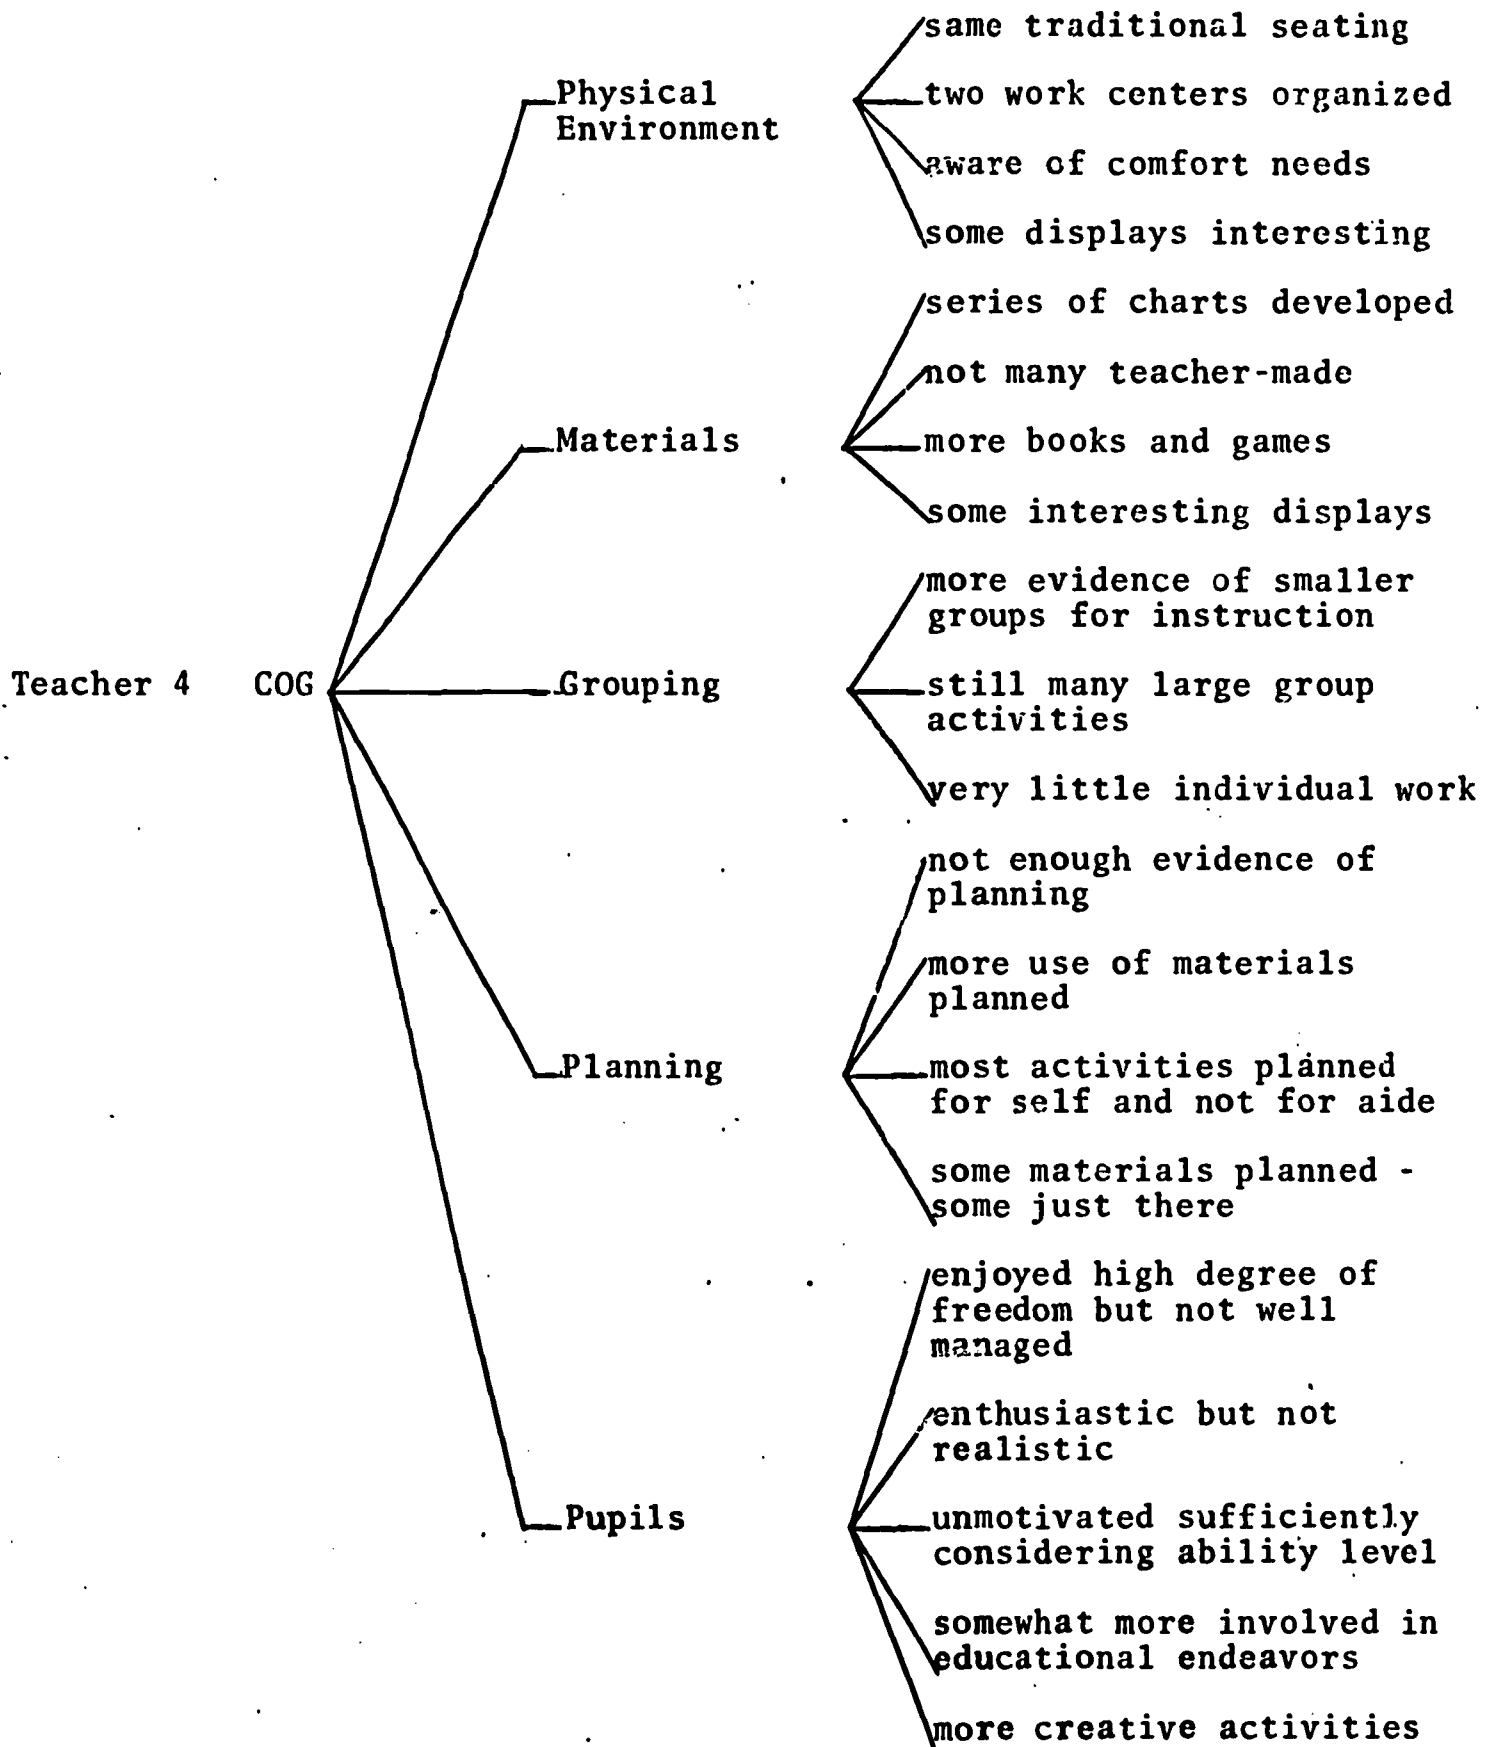 same traditional seating
Physical
Environment
two work centers organized
aware of comfort needs
some displays interesting
series of charts developed
not many teacher-made
Materials
more books and games
some interesting displays
more evidence of smaller
groups for instruction
Teacher 4 COG
Grouping
still many large group
activities
very little individual work
not enough evidence of
planning
more use of materials
planned
Planning
most activities planned
for self and not for aide
some materials planned -
some just there
enjoyed high degree of
freedom but not well
managed
enthusiastic but not
realistic
Pupils
unmotivated sufficiently
considering ability level
somewhat more involved in
educational endeavors
more creative activities